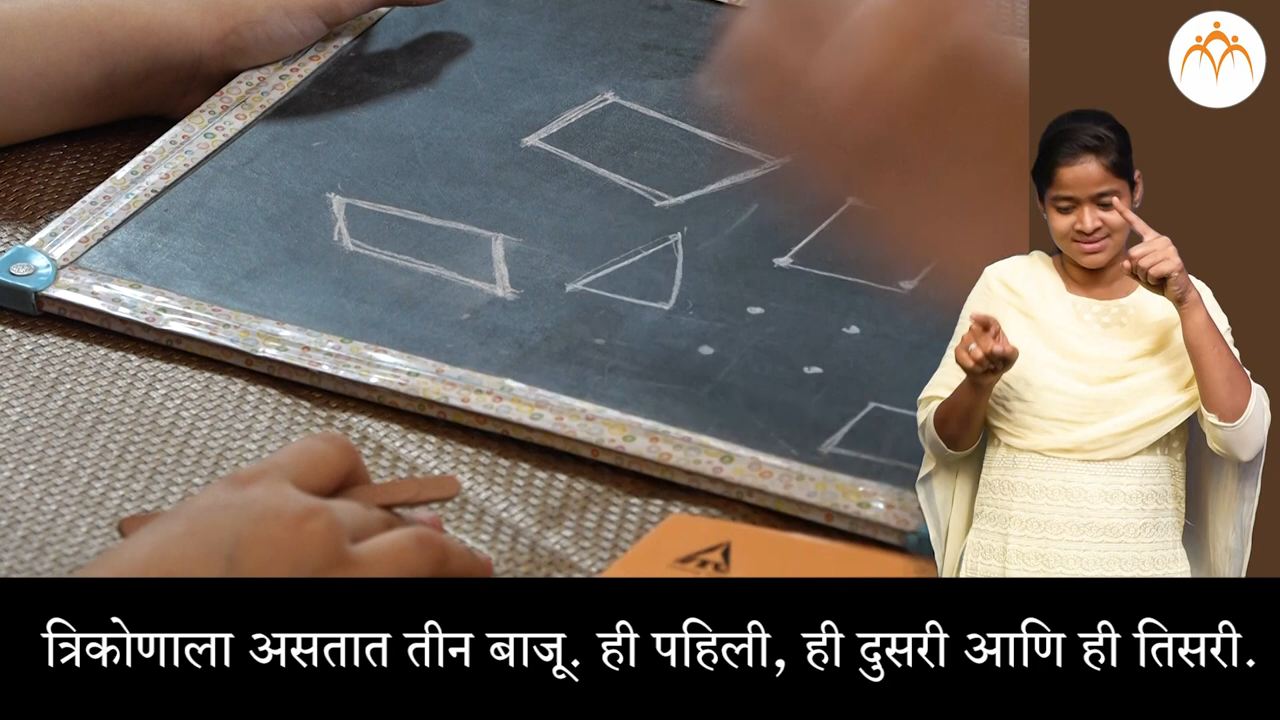 त्रिकोणाला असतात तीन बाजू. ही पहिली, ही दुसरी आणि ही तिसरी.